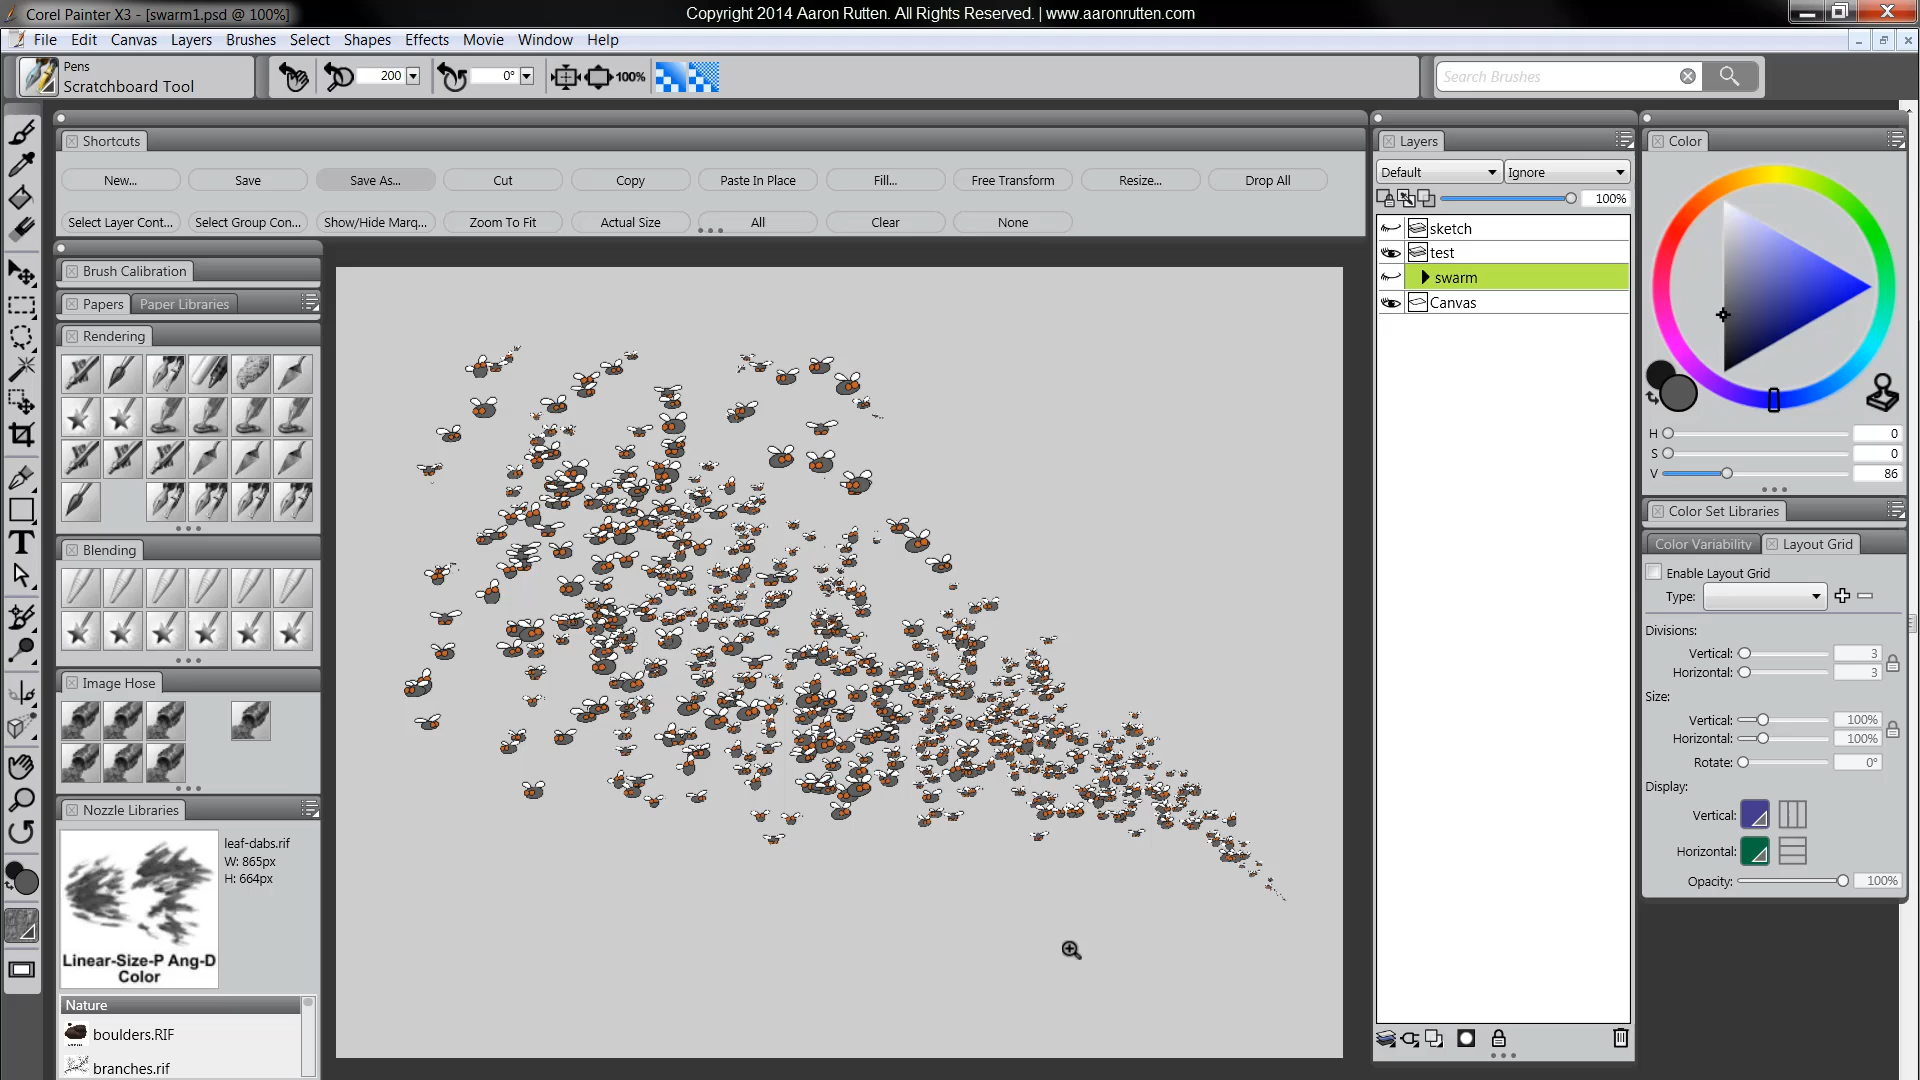 Corel Painter X3 - [swarm1.psd @ 100%]
Copyright 2014 Aaron Rutten. All Rights Reserved. | www.aaronrutten.com
File Edit Canvas Layers Brushes Select Shapes Effects Movie Window Help
Pens
Scratchboard Tool
200
0°
100%
Search Brushes
Shortcuts
New... Save Save As... Cut Copy Paste In Place Fill... Free Transform Resize... Drop All
Select Layer Cont... Select Group Con... Show/Hide Marq... Zoom To Fit Actual Size All Clear None
Brush Calibration
Papers Paper Libraries
Rendering
Blending
Image Hose
Nozzle Libraries
Linear-Size-P Ang-D
Color
leaf-dabs.rif
W: 865px
H: 664px
Nature
boulders.RIF
branches.rif
Layers
Default Ignore
100%
sketch
test
swarm
Canvas
Color
H 0
S 0
V 86
Color Set Libraries
Color Variability Layout Grid
Enable Layout Grid
Type:
Divisions:
Vertical: 3
Horizontal: 3
Size:
Vertical: 100%
Horizontal: 100%
Rotate: 0°
Display:
Vertical:
Horizontal:
Opacity: 100%